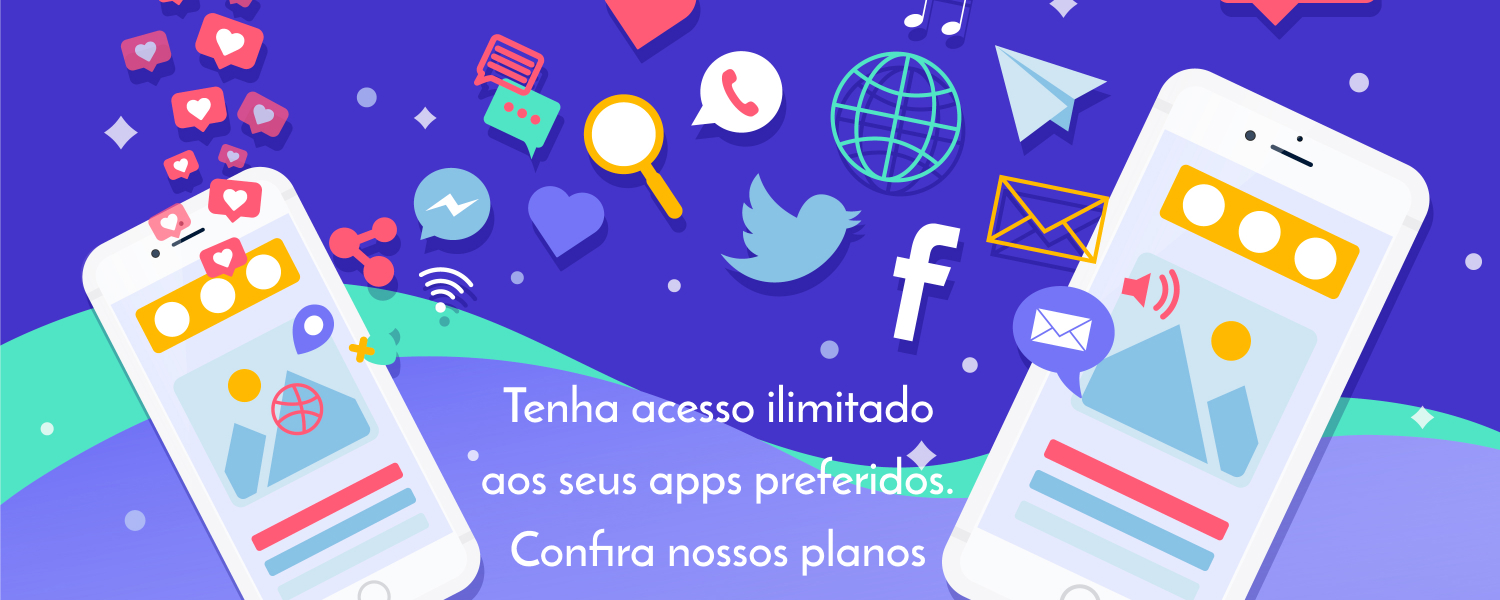 Tenha acesso ilimitado
aos seus apps preferidos.
Confira nossos planos